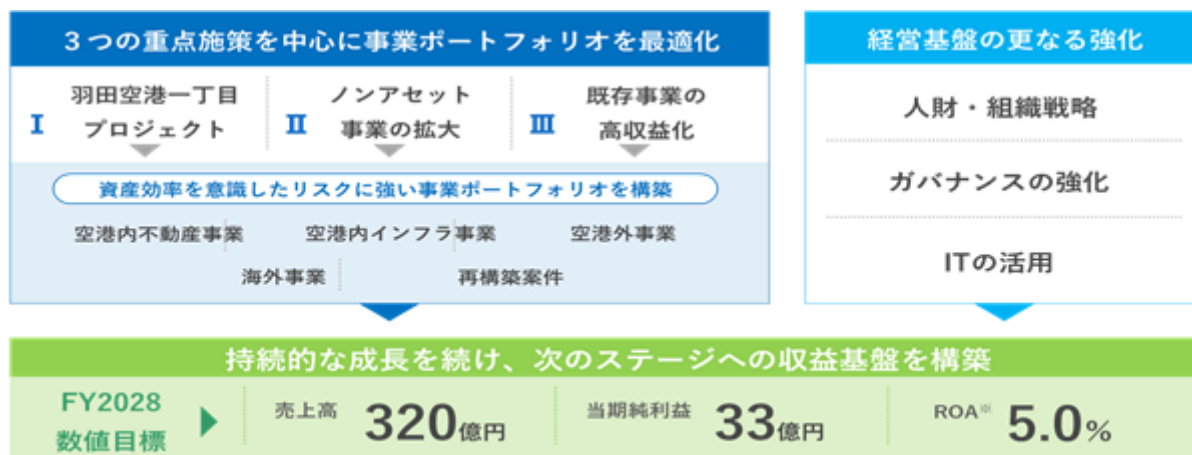 3つの重点施策を中心に事業ポートフォリオを最適化
I
羽田空港一丁目
プロジェクト
II
ノンアセット
事業の拡大
III
既存事業の
高収益化
資産効率を意識したリスクに強い事業ポートフォリオを構築
空港内不動産事業
空港内インフラ事業
空港外事業
海外事業
再構築案件
経営基盤の更なる強化
人財・組織戦略
ガバナンスの強化
ITの活用
持続的な成長を続け、次のステージへの収益基盤を構築
FY2028
数値目標
売上高 320億円
当期純利益 33億円
ROA※ 5.0%